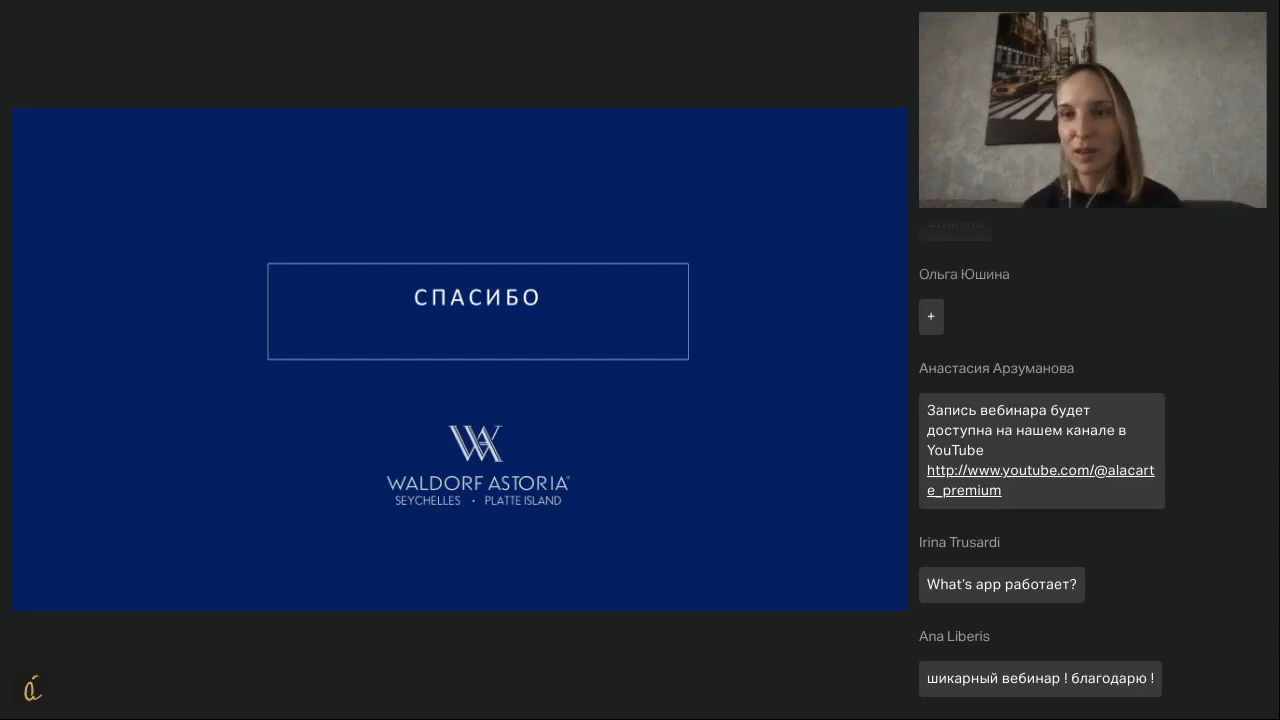 СПАСИБО
WALDORF ASTORIA®
SEYCHELLES • PLATTE ISLAND
Ольга Юшина
+
Анастасия Арзуманова
Запись вебинара будет
доступна на нашем канале в
YouTube
http://www.youtube.com/@alacart
e_premium
Irina Trusardi
What's app работает?
Ana Liberis
шикарный вебинар ! благодарю !